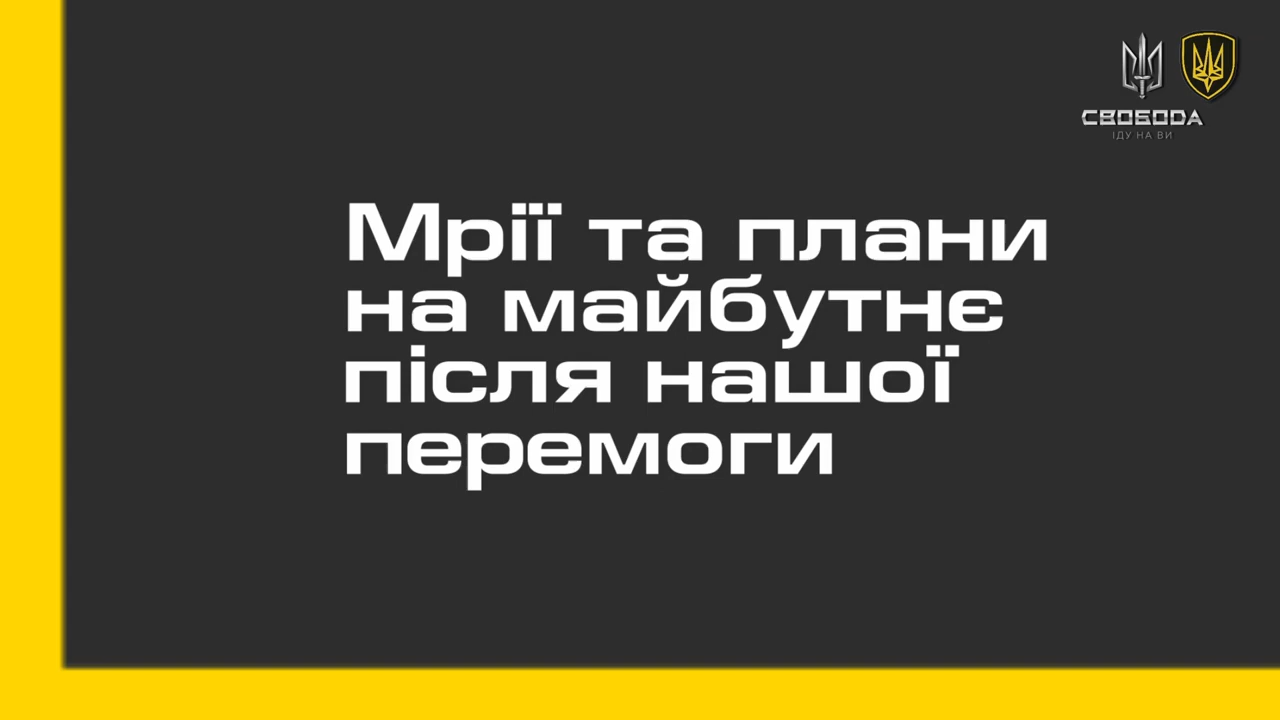 СВОБОДА
ІДУ НА ВИ
Мрії та плани
на майбутнє
після нашої
перемоги